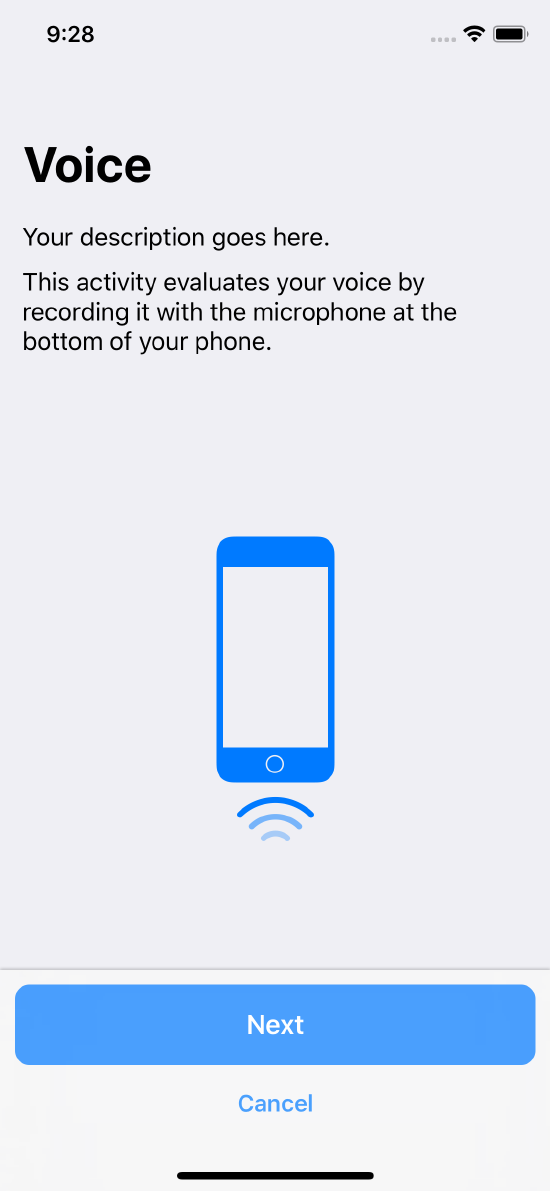 9:28
Voice
Your description goes here.
This activity evaluates your voice by
recording it with the microphone at the
bottom of your phone.
Next
Cancel